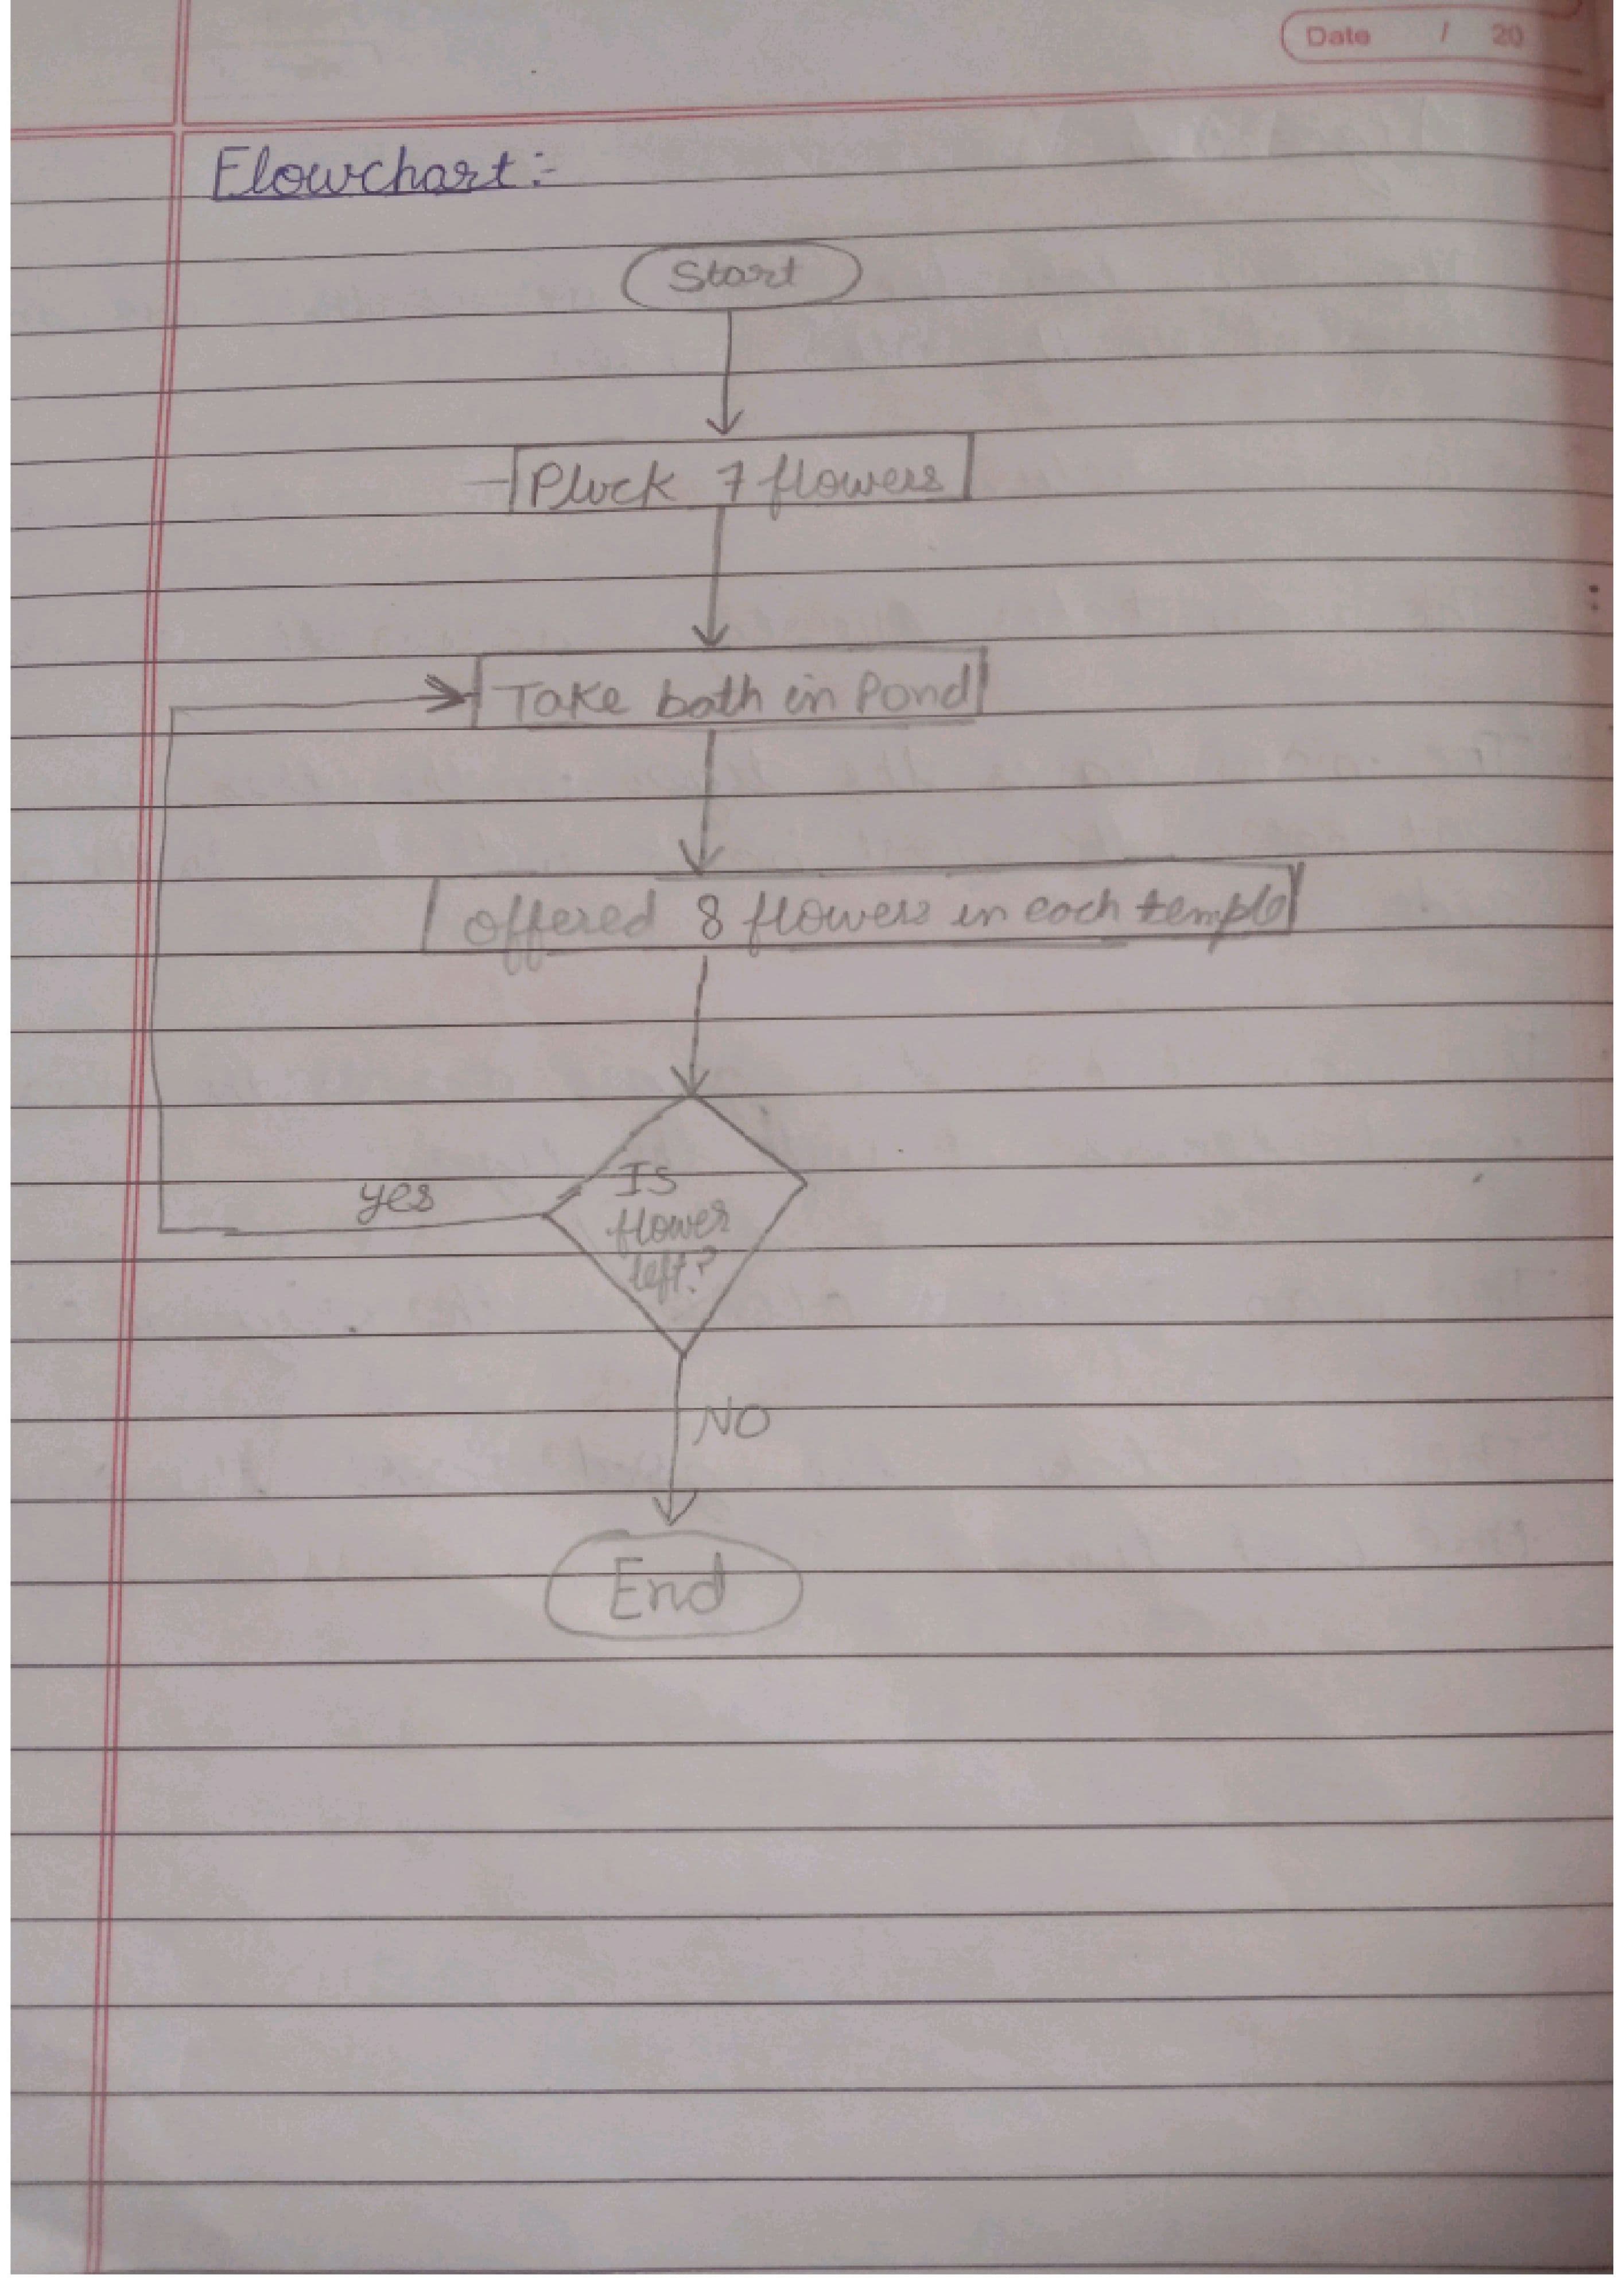 Date / 20
Flowchart:-
Start
Pluck 7 flowers
Take bath in Pond
offered 8 flowers in each temple
Is
flower
left?
yes
NO
End